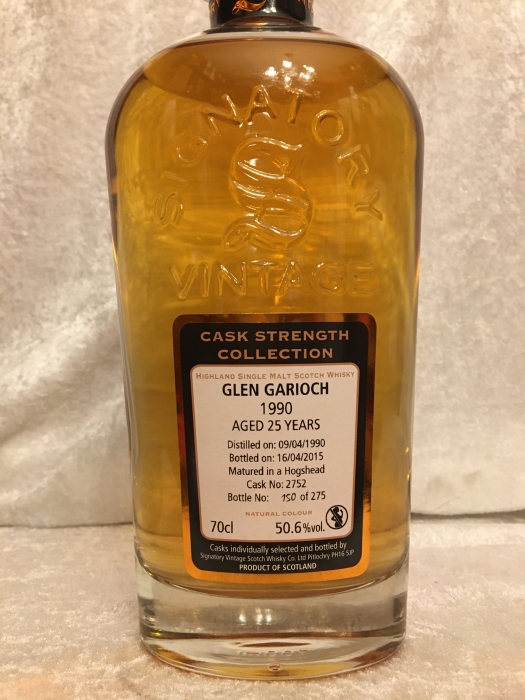 SIGNATORY
VINTAGE
CASK STRENGTH
COLLECTION
HIGHLAND SINGLE MALT SCOTCH WHISKY
GLEN GARIOCH
1990
AGED 25 YEARS
Distilled on: 09/04/1990
Bottled on: 16/04/2015
Matured in a Hogshead
Cask No: 2752
Bottle No: 150 of 275
NATURAL COLOUR
70cl 50.6%vol.
Casks individually selected and bottled by
Signatory Vintage Scotch Whisky Co. Ltd Pitlochry PH16 5JP
PRODUCT OF SCOTLAND